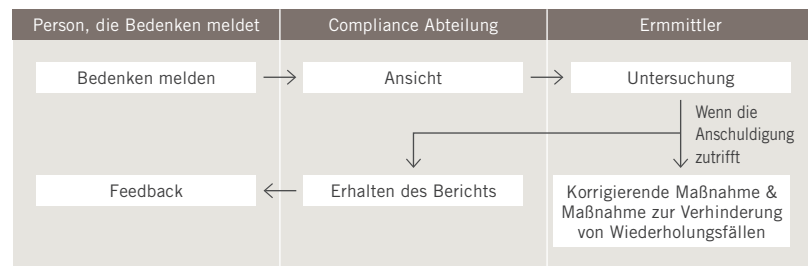 Person, die Bedenken meldet
Compliance Abteilung
Ermmittler
Bedenken melden
Ansicht
Untersuchung
Wenn die
Anschuldigung
zutrifft
Feedback
Erhalten des Berichts
Korrigierende Maßnahme &
Maßnahme zur Verhinderung
von Wiederholungsfällen